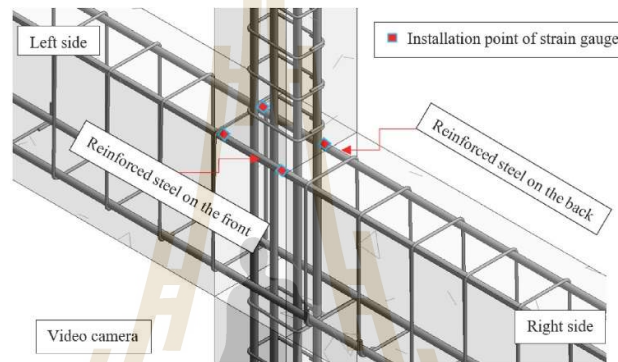 Left side
Installation point of strain gauge
Reinforced steel on the front
Reinforced steel on the back
Video camera
Right side